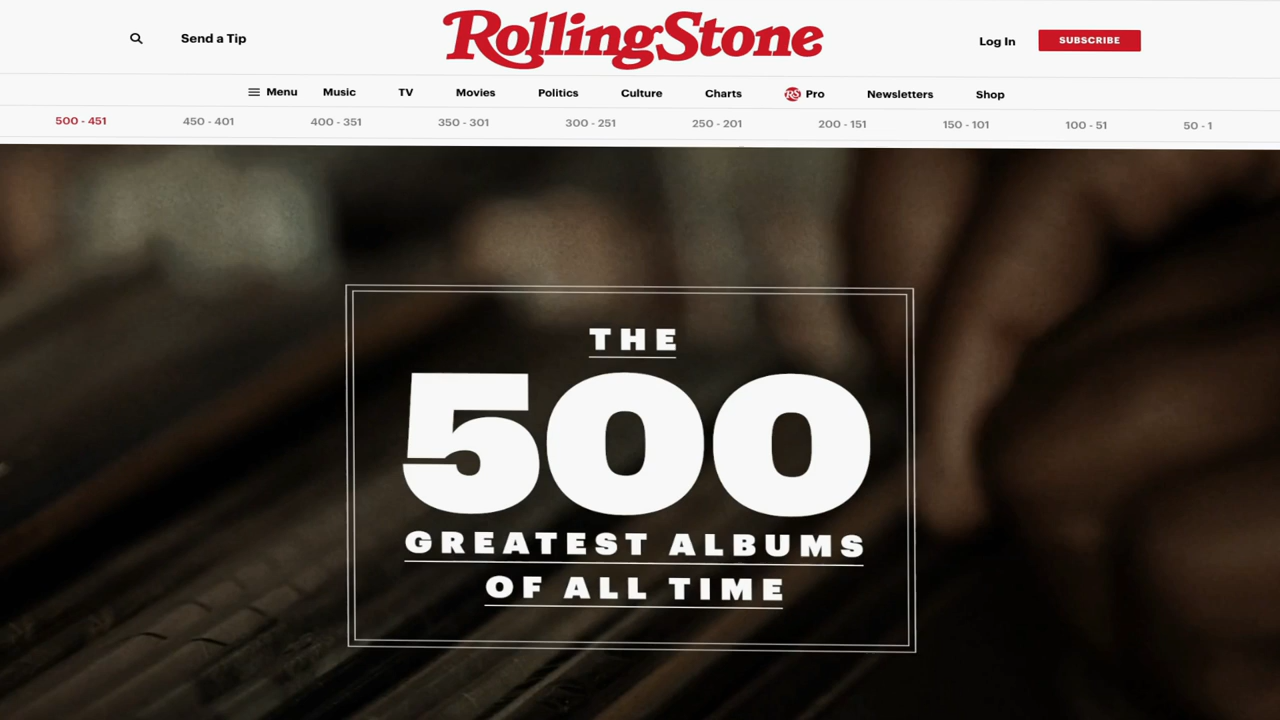 RollingStone
Send a Tip
Log In
SUBSCRIBE
Menu Music TV Movies Politics Culture Charts RS Pro Newsletters Shop
500 - 451 450 - 401 400 - 351 350 - 301 300 - 251 250 - 201 200 - 151 150 - 101 100 - 51 50 - 1
THE
500
GREATEST ALBUMS
OF ALL TIME